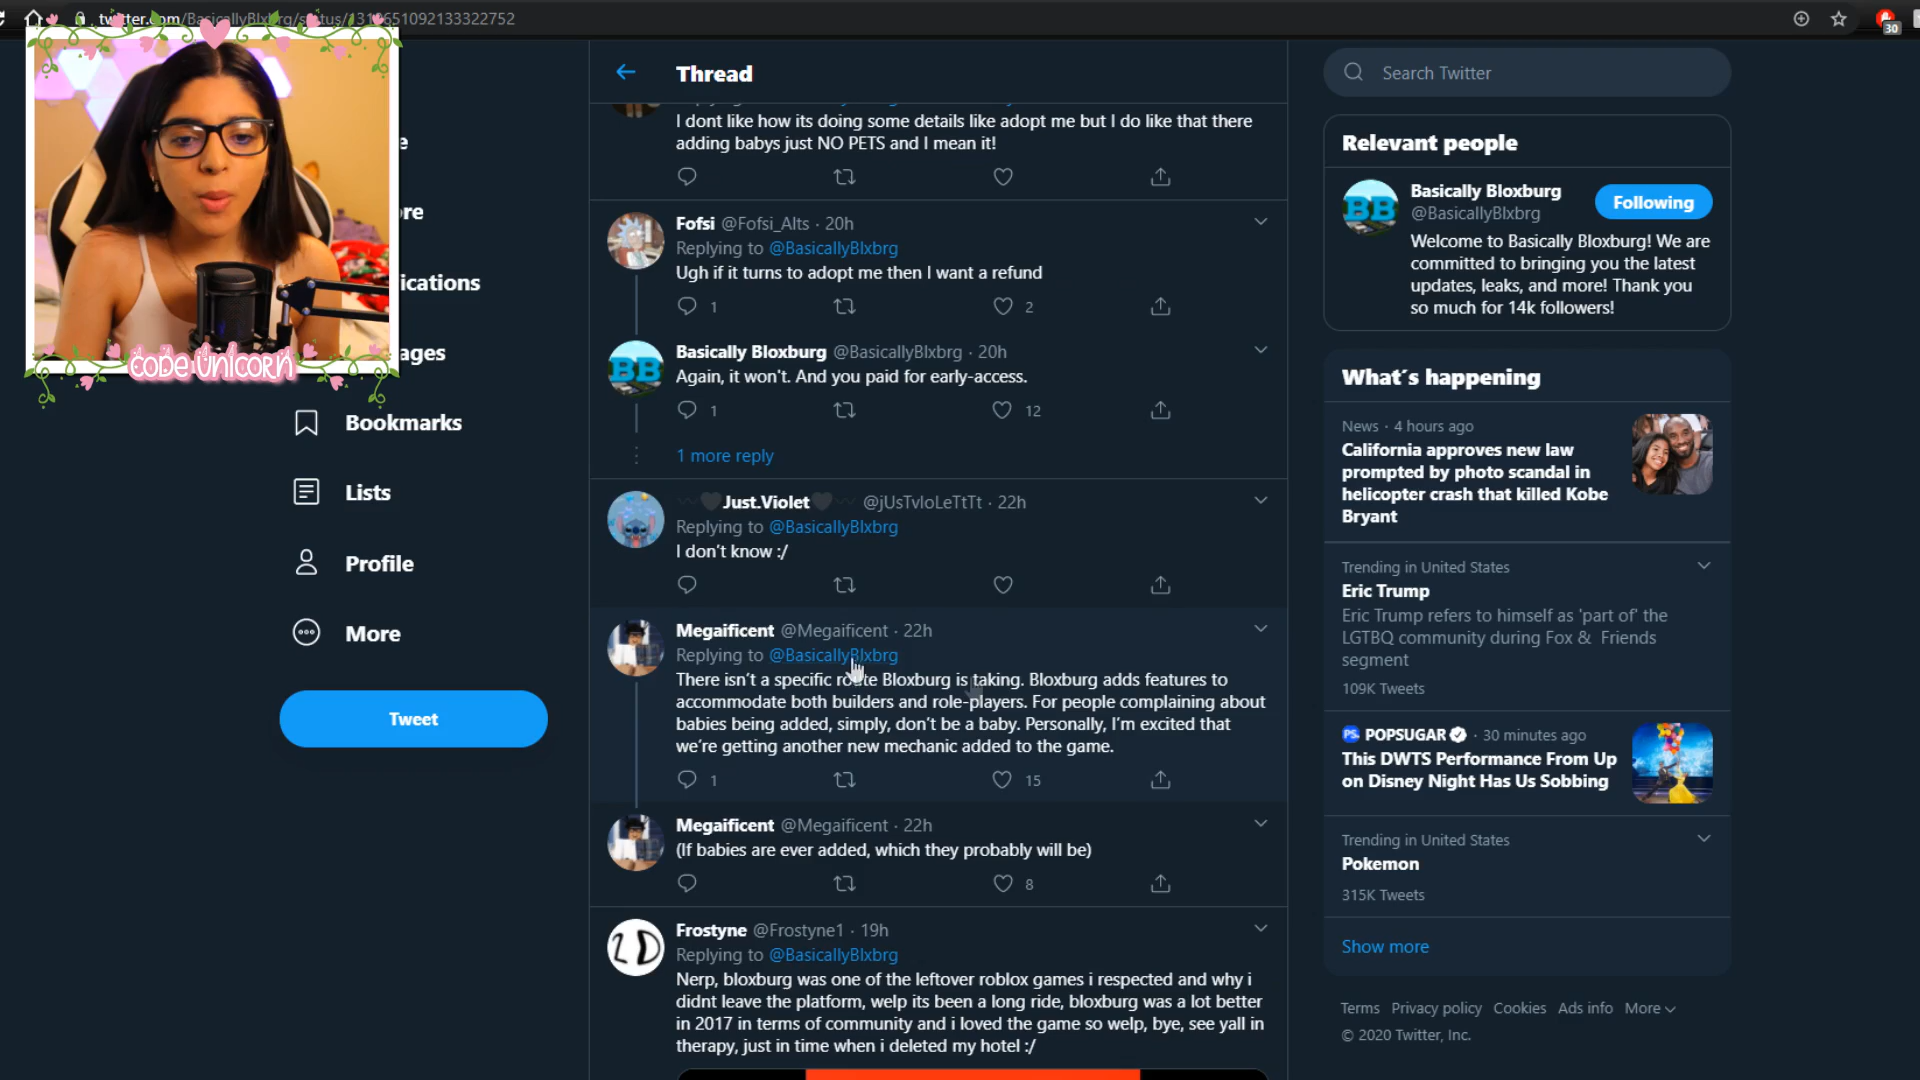 twitter.com/BasicallyBlxbrg/status/1312651092133322752
30
CODE UNICORN
ications
Bookmarks
Lists
Profile
More
Tweet
Thread
I dont like how its doing some details like adopt me but I do like that there
adding babys just NO PETS and I mean it!
Fofsi @Fofsi_Alts · 20h
Replying to @BasicallyBlxbrg
Ugh if it turns to adopt me then I want a refund
1 2
Basically Bloxburg @BasicallyBlxbrg · 20h
Again, it won't. And you paid for early-access.
1 12
1 more reply
Just.Violet @jUsTvIoLeTtTt · 22h
Replying to @BasicallyBlxbrg
I don't know :/
Megaificent @Megaificent · 22h
Replying to @BasicallyBlxbrg
There isn't a specific route Bloxburg is taking. Bloxburg adds features to
accommodate both builders and role-players. For people complaining about
babies being added, simply, don't be a baby. Personally, I'm excited that
we're getting another new mechanic added to the game.
1 15
Megaificent @Megaificent · 22h
(If babies are ever added, which they probably will be)
8
Frostyne @Frostyne1 · 19h
Replying to @BasicallyBlxbrg
Nerp, bloxburg was one of the leftover roblox games i respected and why i
didnt leave the platform, welp its been a long ride, bloxburg was a lot better
in 2017 in terms of community and i loved the game so welp, bye, see yall in
therapy, just in time when i deleted my hotel :/
Search Twitter
Relevant people
BB
Basically Bloxburg
@BasicallyBlxbrg
Following
Welcome to Basically Bloxburg! We are
committed to bringing you the latest
updates, leaks, and more! Thank you
so much for 14k followers!
What's happening
News · 4 hours ago
California approves new law
prompted by photo scandal in
helicopter crash that killed Kobe
Bryant
Trending in United States
Eric Trump
Eric Trump refers to himself as 'part of' the
LGTBQ community during Fox & Friends
segment
109K Tweets
POPSUGAR · 30 minutes ago
This DWTS Performance From Up
on Disney Night Has Us Sobbing
Trending in United States
Pokemon
315K Tweets
Show more
Terms Privacy policy Cookies Ads info More
© 2020 Twitter, Inc.